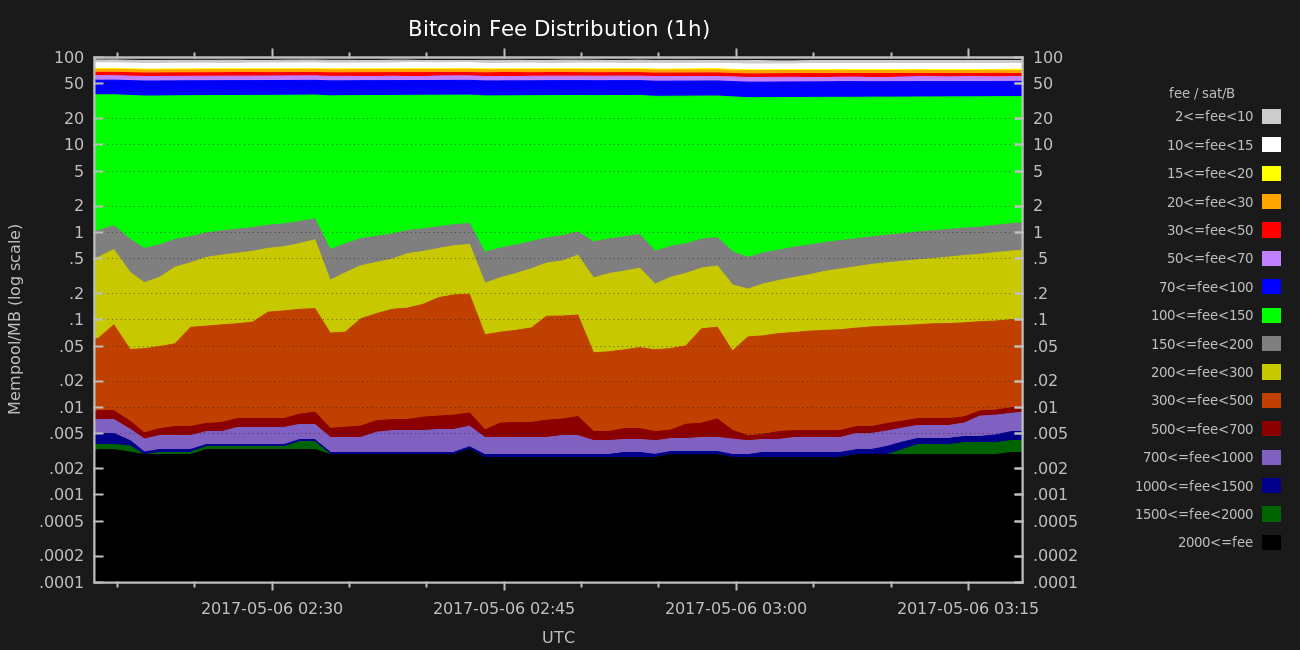 Bitcoin Fee Distribution (1h)
Mempool/MB (log scale)
100
50
20
10
5
2
1
.5
.2
.1
.05
.02
.01
.005
.002
.001
.0005
.0002
.0001
100
50
20
10
5
2
1
.5
.2
.1
.05
.02
.01
.005
.002
.001
.0005
.0002
.0001
2017-05-06 02:30
2017-05-06 02:45
2017-05-06 03:00
2017-05-06 03:15
UTC
fee / sat/B
2<=fee<10
10<=fee<15
15<=fee<20
20<=fee<30
30<=fee<50
50<=fee<70
70<=fee<100
100<=fee<150
150<=fee<200
200<=fee<300
300<=fee<500
500<=fee<700
700<=fee<1000
1000<=fee<1500
1500<=fee<2000
2000<=fee